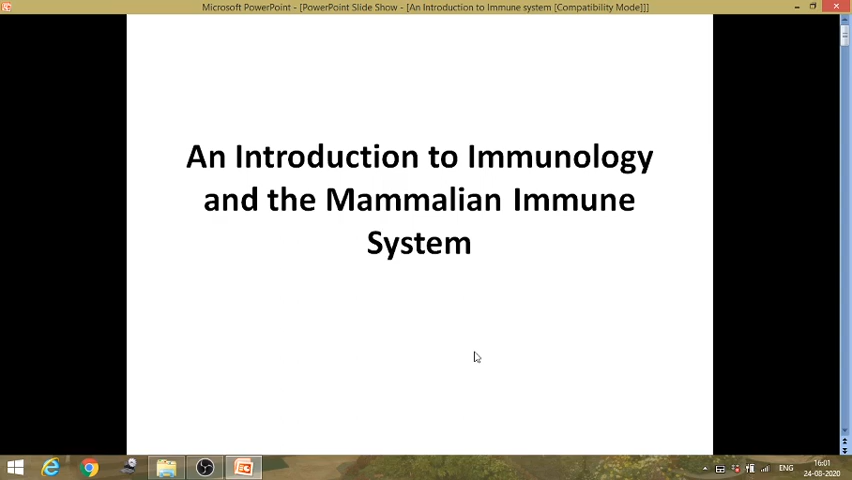 Microsoft PowerPoint - [PowerPoint Slide Show - [An Introduction to Immune system [Compatibility Mode]]]
An Introduction to Immunology
and the Mammalian Immune
System
ENG
16:01
24-08-2020